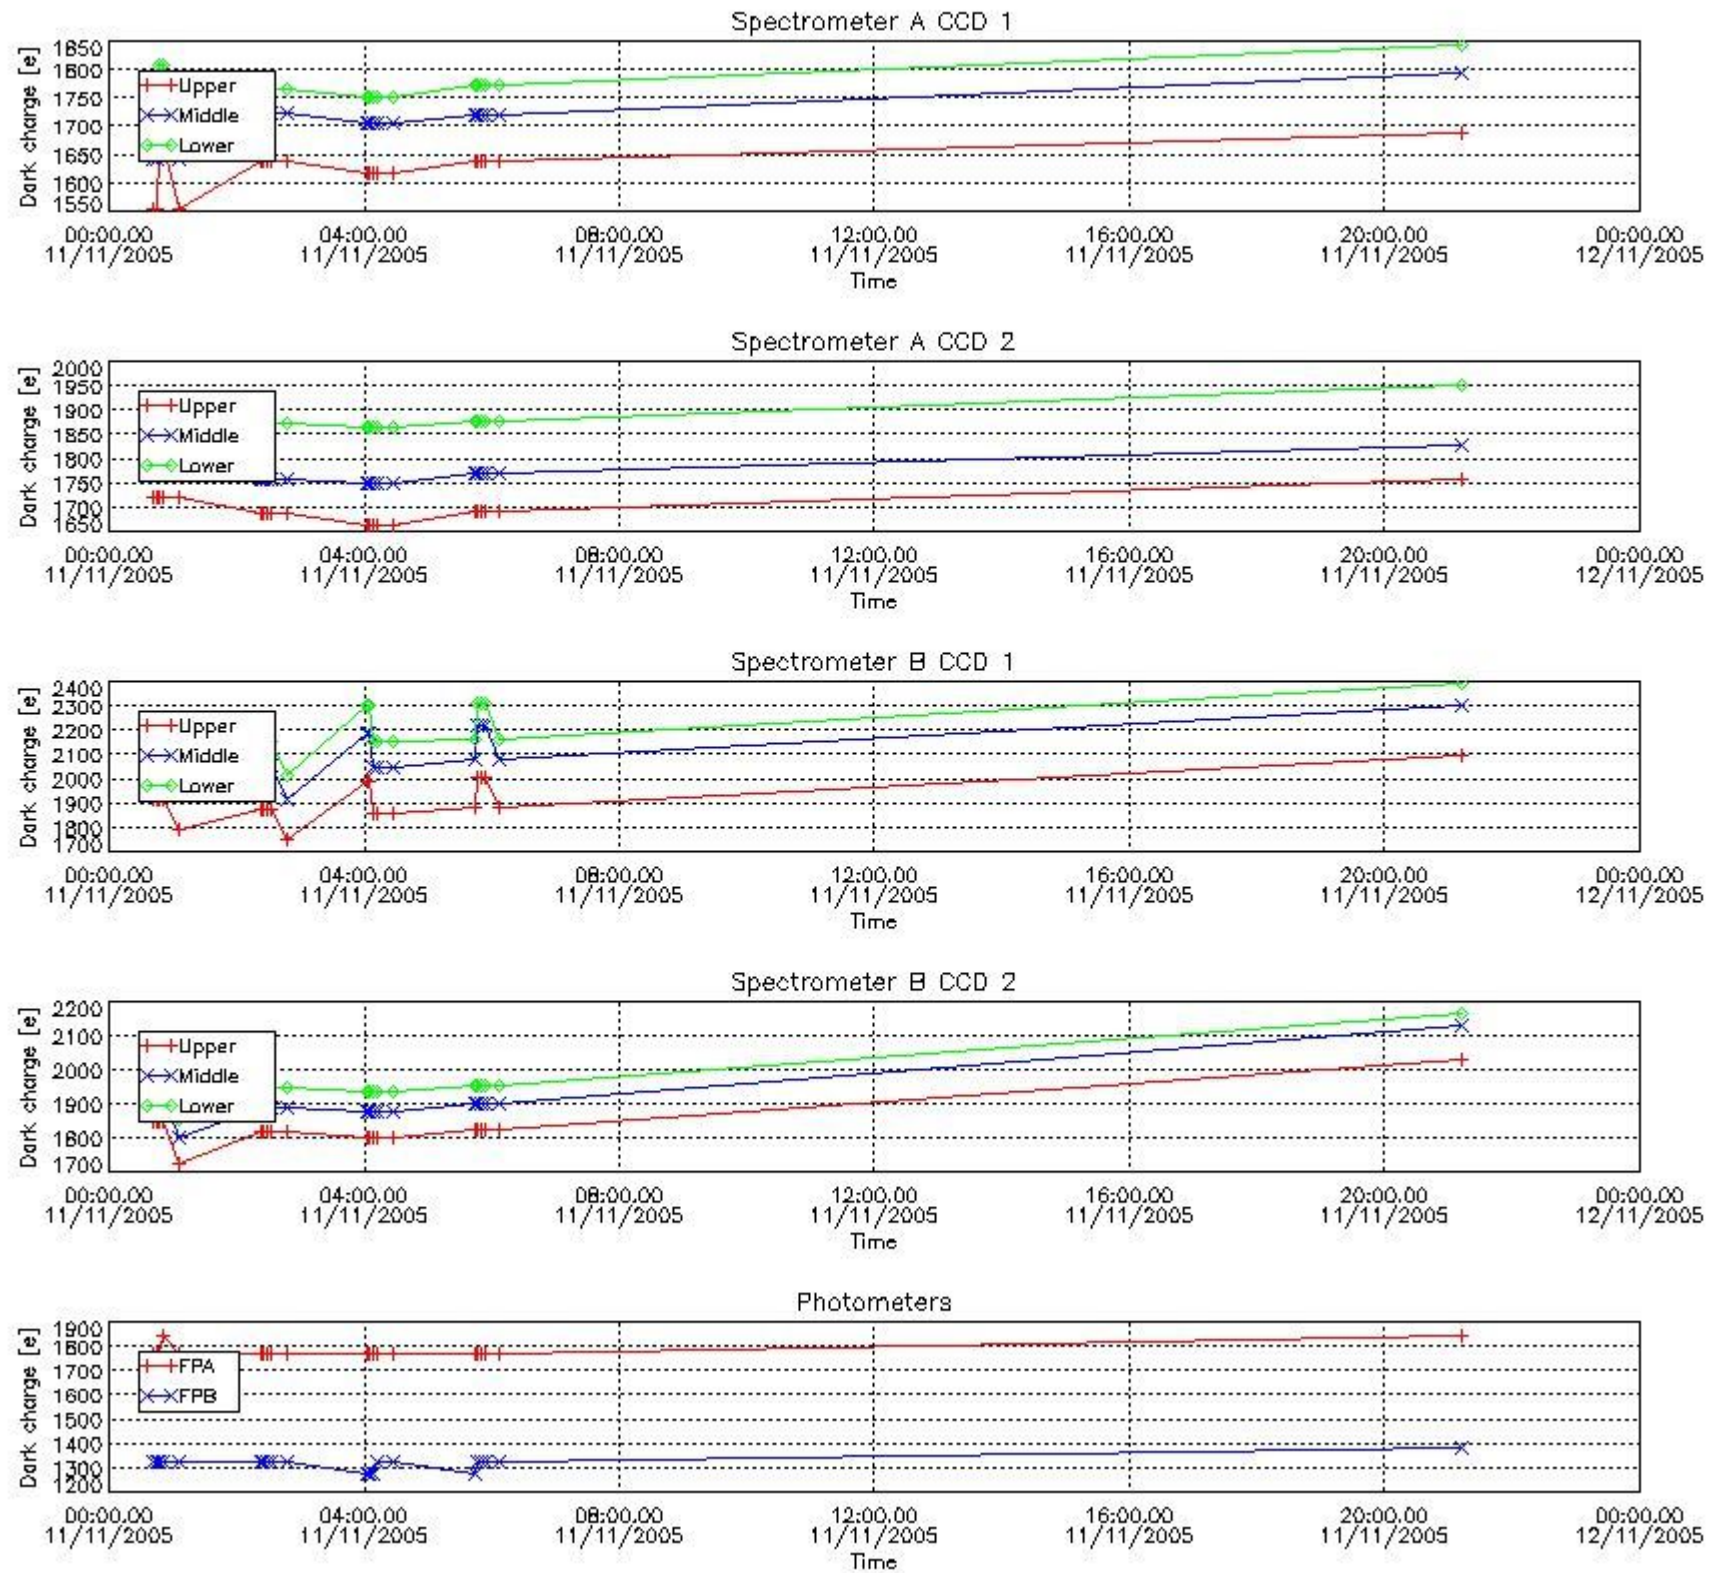 Spectrometer A CCD 1
Dark charge [e]
1850
1800
1750
1700
1650
1600
1550
Upper
Middle
Lower
00:00.00 04:00.00 08:00.00 12:00.00 16:00.00 20:00.00 00:00.00
11/11/2005 11/11/2005 11/11/2005 11/11/2005 11/11/2005 11/11/2005 12/11/2005
Time
Spectrometer A CCD 2
Dark charge [e]
2000
1950
1900
1850
1800
1750
1700
1650
Upper
Middle
Lower
00:00.00 04:00.00 08:00.00 12:00.00 16:00.00 20:00.00 00:00.00
11/11/2005 11/11/2005 11/11/2005 11/11/2005 11/11/2005 11/11/2005 12/11/2005
Time
Spectrometer B CCD 1
Dark charge [e]
2400
2300
2200
2100
2000
1900
1800
1700
Upper
Middle
Lower
00:00.00 04:00.00 08:00.00 12:00.00 16:00.00 20:00.00 00:00.00
11/11/2005 11/11/2005 11/11/2005 11/11/2005 11/11/2005 11/11/2005 12/11/2005
Time
Spectrometer B CCD 2
Dark charge [e]
2200
2100
2000
1900
1800
1700
Upper
Middle
Lower
00:00.00 04:00.00 08:00.00 12:00.00 16:00.00 20:00.00 00:00.00
11/11/2005 11/11/2005 11/11/2005 11/11/2005 11/11/2005 11/11/2005 12/11/2005
Time
Photometers
Dark charge [e]
1900
1800
1700
1600
1500
1400
1300
1200
FPA
FPB
00:00.00 04:00.00 08:00.00 12:00.00 16:00.00 20:00.00 00:00.00
11/11/2005 11/11/2005 11/11/2005 11/11/2005 11/11/2005 11/11/2005 12/11/2005
Time